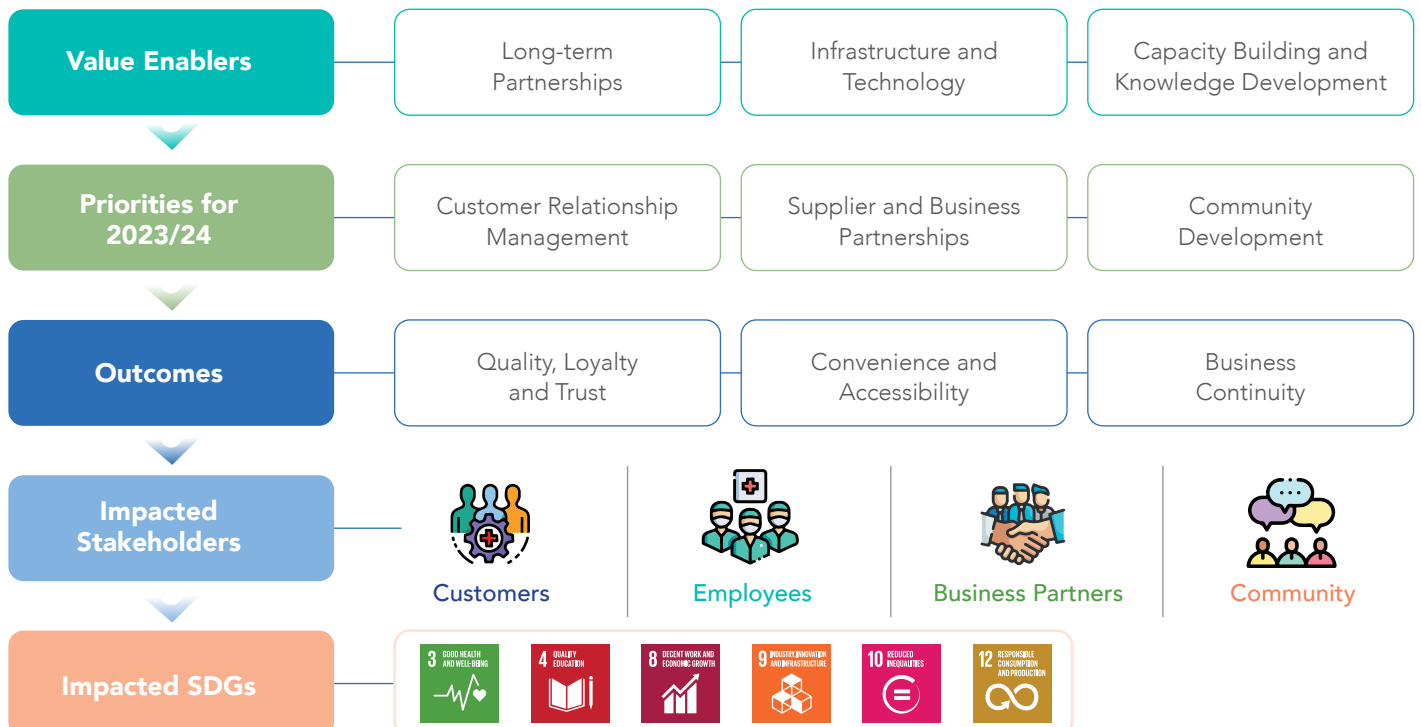 Value Enablers
Long-term
Partnerships
Infrastructure and
Technology
Capacity Building and
Knowledge Development
Priorities for
2023/24
Customer Relationship
Management
Supplier and Business
Partnerships
Community
Development
Outcomes
Quality, Loyalty
and Trust
Convenience and
Accessibility
Business
Continuity
Impacted
Stakeholders
Customers
Employees
Business Partners
Community
Impacted SDGs
3 GOOD HEALTH
AND WELL-BEING
4 QUALITY
EDUCATION
8 DECENT WORK AND
ECONOMIC GROWTH
9 INDUSTRY, INNOVATION
AND INFRASTRUCTURE
10 REDUCED
INEQUALITIES
12 RESPONSIBLE
CONSUMPTION
AND PRODUCTION